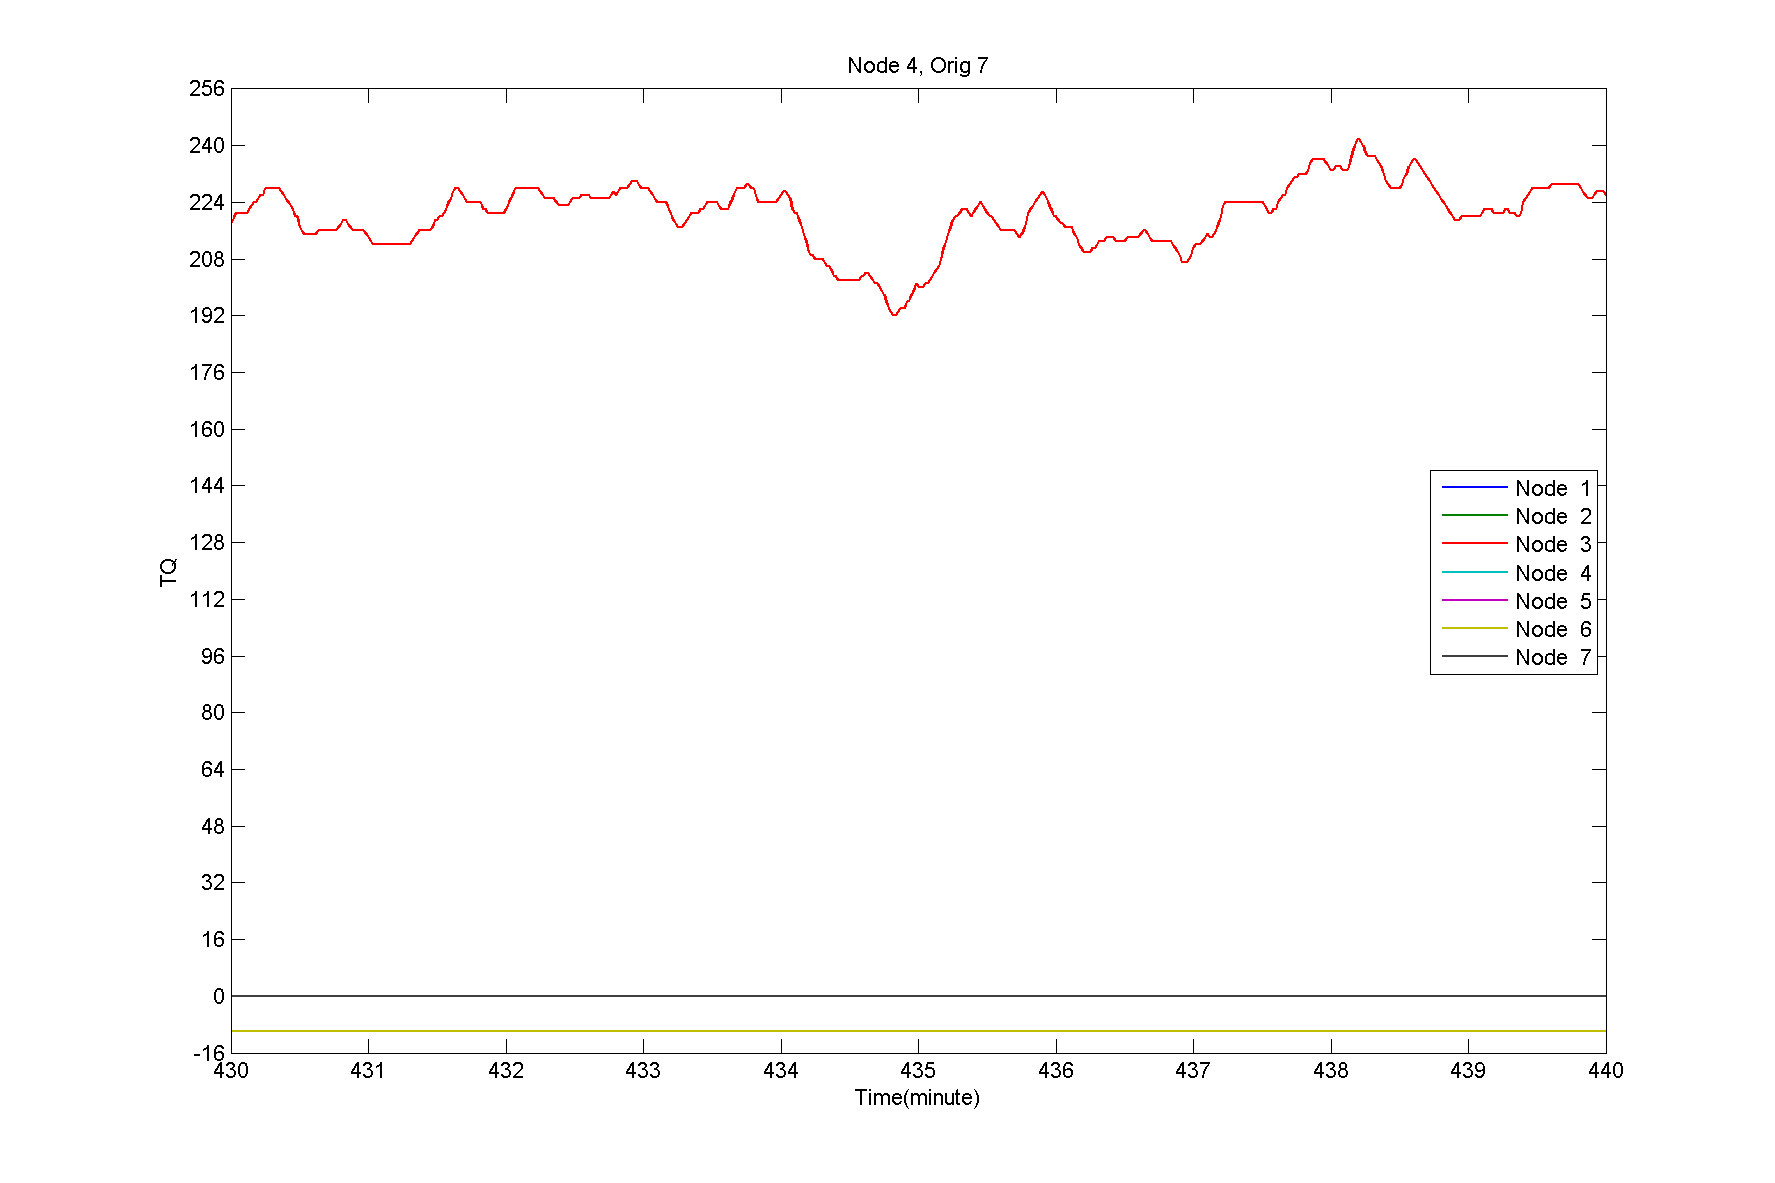 Node 4, Orig 7
256
240
224
208
192
176
160
144
128
112
96
80
64
48
32
16
0
-16
TQ
Node 1
Node 2
Node 3
Node 4
Node 5
Node 6
Node 7
430 431 432 433 434 435 436 437 438 439 440
Time(minute)